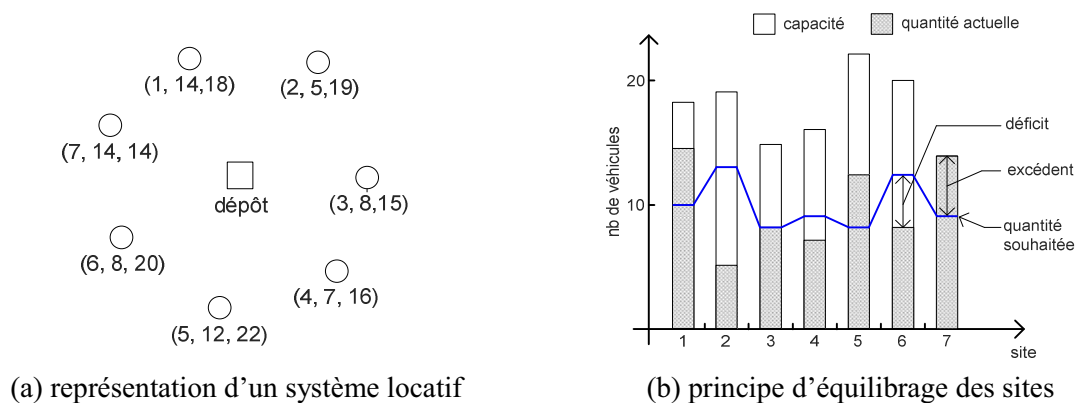 (1, 14,18)
(2, 5,19)
(7, 14, 14)
dépôt
(3, 8,15)
(6, 8, 20)
(4, 7, 16)
(5, 12, 22)
(a) représentation d'un système locatif
capacité
quantité actuelle
nb de véhicules
20
10
déficit
excédent
quantité
souhaitée
1 2 3 4 5 6 7
site
(b) principe d'équilibrage des sites